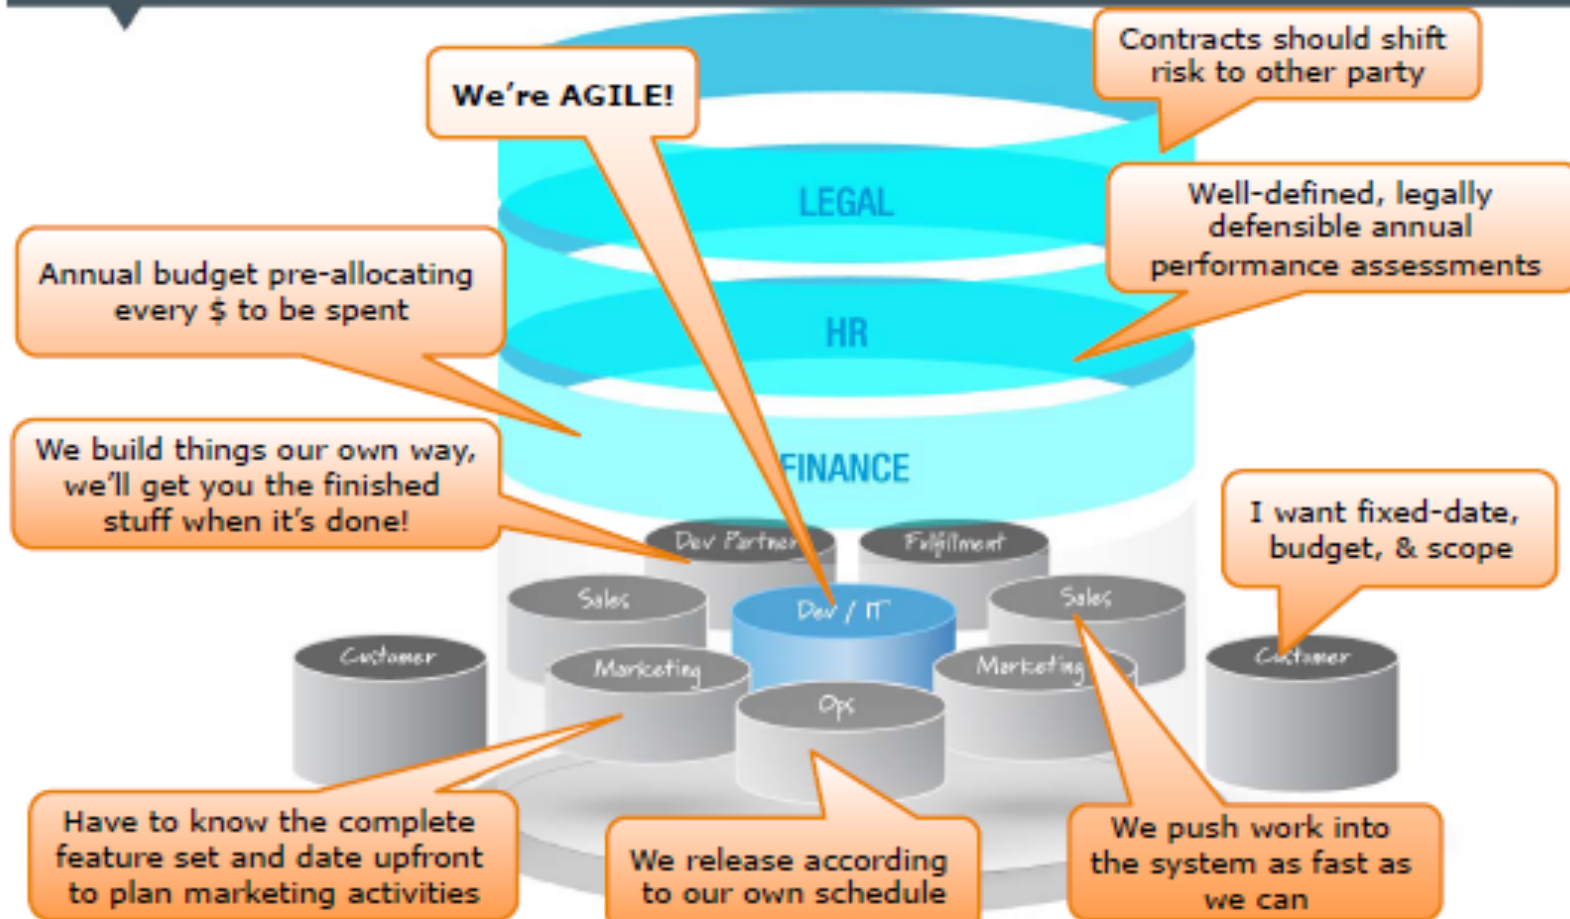 We're AGILE!
Contracts should shift
risk to other party
LEGAL
Well-defined, legally
defensible annual
performance assessments
Annual budget pre-allocating
every $ to be spent
HR
We build things our own way,
we'll get you the finished
stuff when it's done!
FINANCE
I want fixed-date,
budget, & scope
Dev Partner
Fulfillment
Sales
Dev / IT
Sales
Customer
Marketing
Marketing
Customer
Ops
Have to know the complete
feature set and date upfront
to plan marketing activities
We release according
to our own schedule
We push work into
the system as fast as
we can